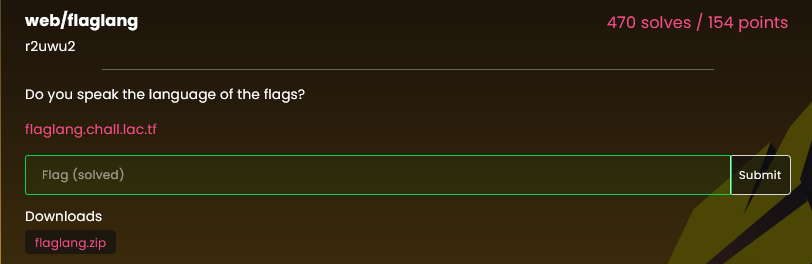 web/flaglang
470 solves / 154 points
r2uwu2
Do you speak the language of the flags?
flaglang.chall.lac.tf
Flag (solved)
Submit
Downloads
flaglang.zip